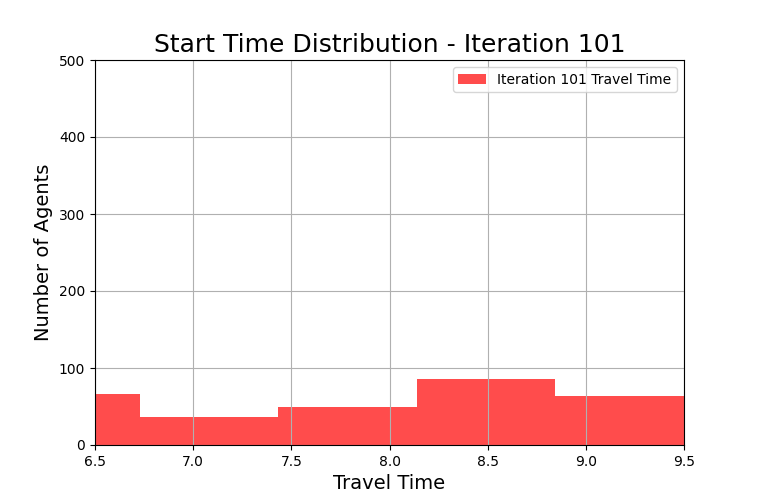 Start Time Distribution - Iteration 101
Iteration 101 Travel Time
Number of Agents
500
400
300
200
100
0
6.5 7.0 7.5 8.0 8.5 9.0 9.5
Travel Time